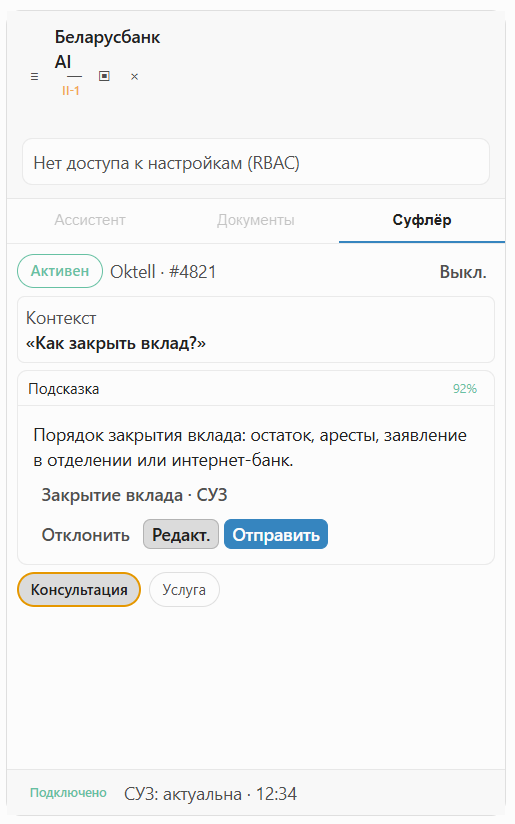 Беларусбанк
AI
II-1
Нет доступа к настройкам (RBAC)
Ассистент Документы Суфлёр
Активен Oktell · #4821 Выкл.
Контекст
«Как закрыть вклад?»
Подсказка 92%
Порядок закрытия вклада: остаток, аресты, заявление
в отделении или интернет-банк.
Закрытие вклада · СУЗ
Отклонить Редакт. Отправить
Консультация Услуга
Подключено СУЗ: актуальна · 12:34